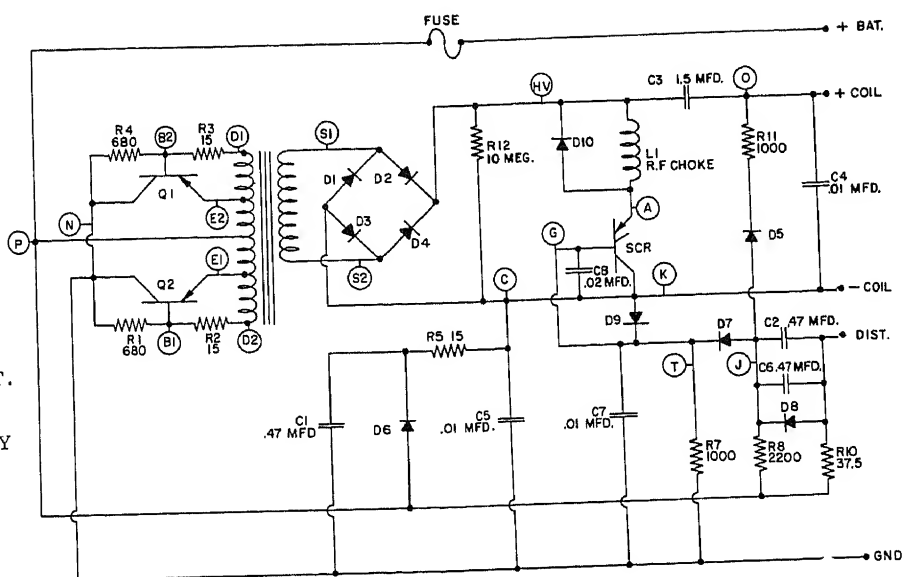 FUSE
+ BAT.
C3 1.5 MFD.
O
+ COIL
HV
R4
680
B2
R3
15
D1
S1
R12
10 MEG.
D10
L1
R.F CHOKE
R11
1000
C4
.01 MFD.
D1
D2
Q1
E2
A
N
P
D3
D4
G
SCR
D5
E1
C8
.02 MFD.
Q2
S2
C
K
- COIL
R1
680
B1
R2
15
D2
D9
D7
C2 .47 MFD.
DIST.
R5 15
T
J
C6 .47 MFD.
T.
C1
.47 MFD
D6
C5
.01 MFD.
C7
.01 MFD.
D8
Y
R7
1000
R8
2200
R10
37.5
GND